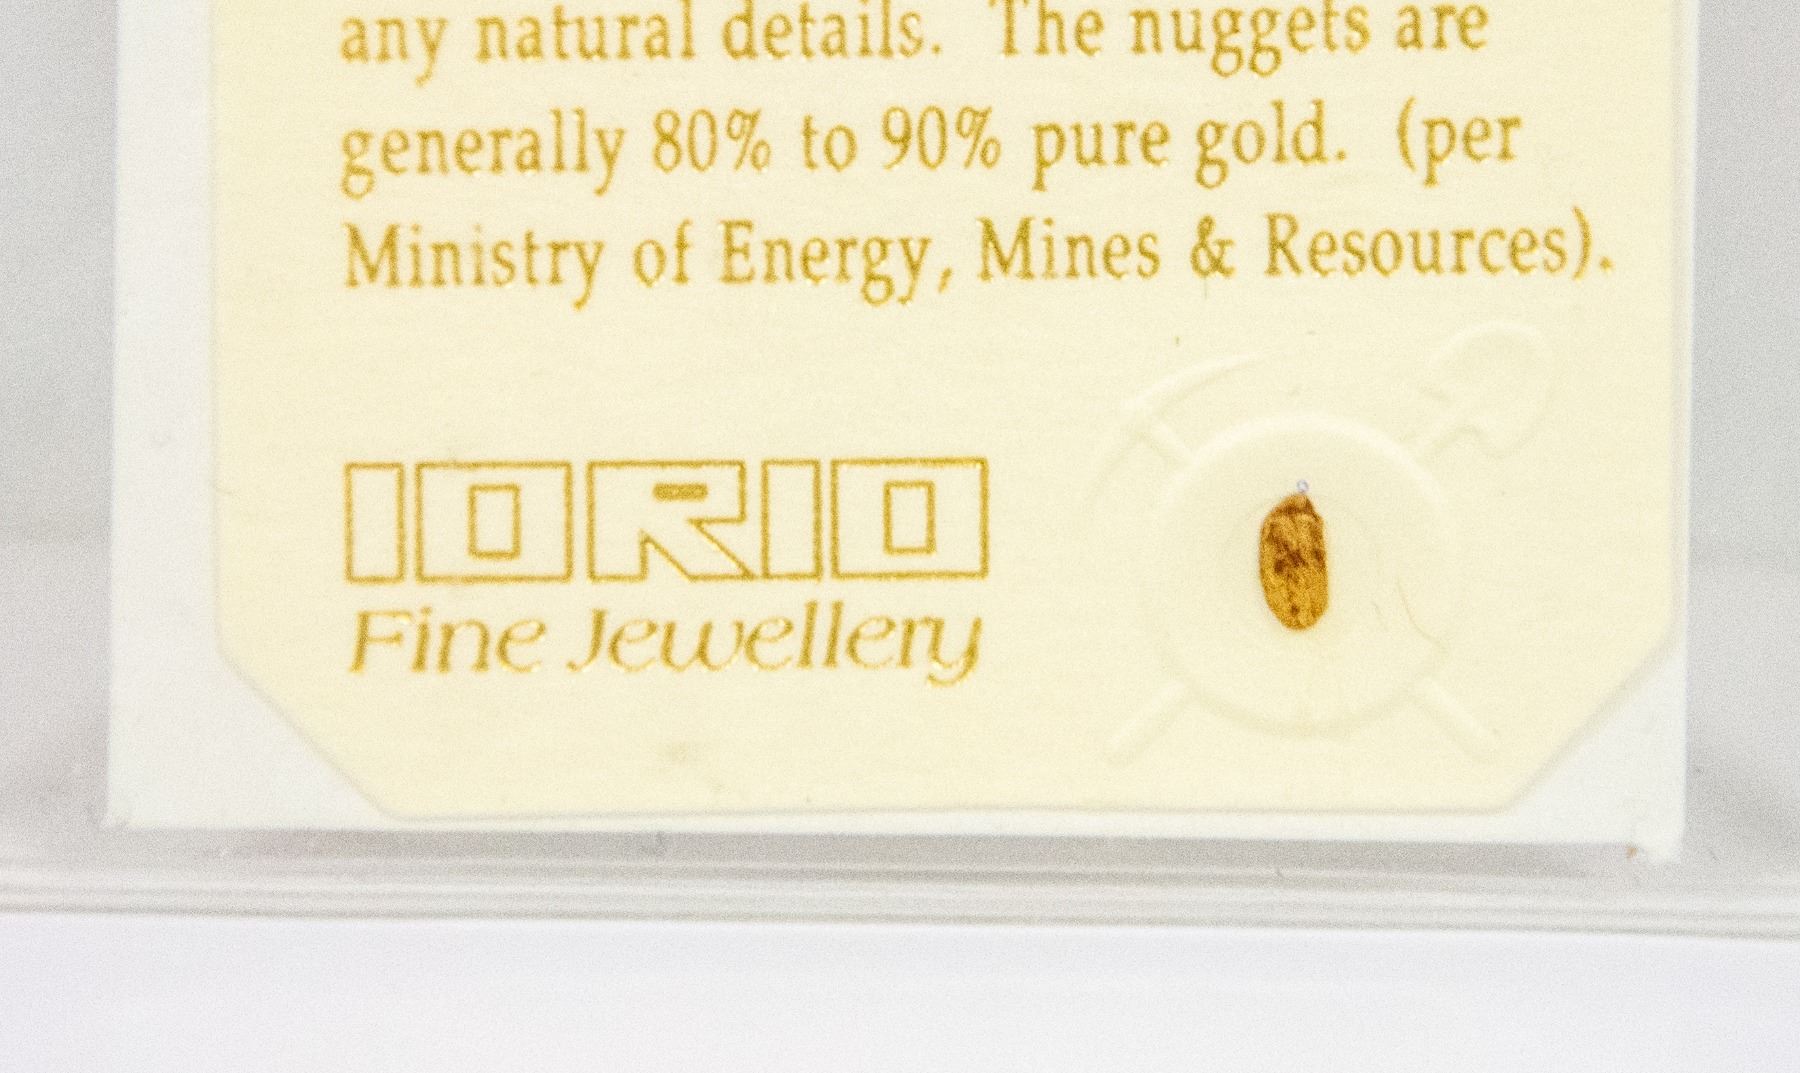 any natural details.  The nuggets are
generally 80% to 90% pure gold.  (per
Ministry of Energy, Mines & Resources).
IORIO
Fine Jewellery